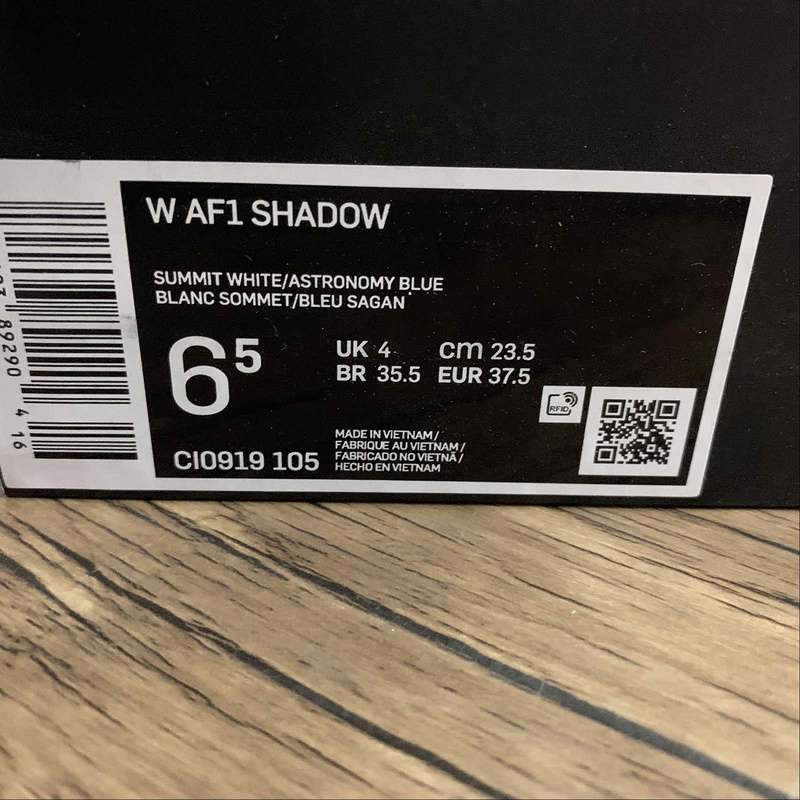 W AF1 SHADOW
SUMMIT WHITE/ASTRONOMY BLUE
BLANC SOMMET/BLEU SAGAN
6⁵
UK 4 cm 23.5
BR 35.5 EUR 37.5
RFID
CI0919 105
MADE IN VIETNAM /
FABRIQUE AU VIETNAM /
FABRICADO NO VIETNÃ /
HECHO EN VIETNAM
89290 4 16